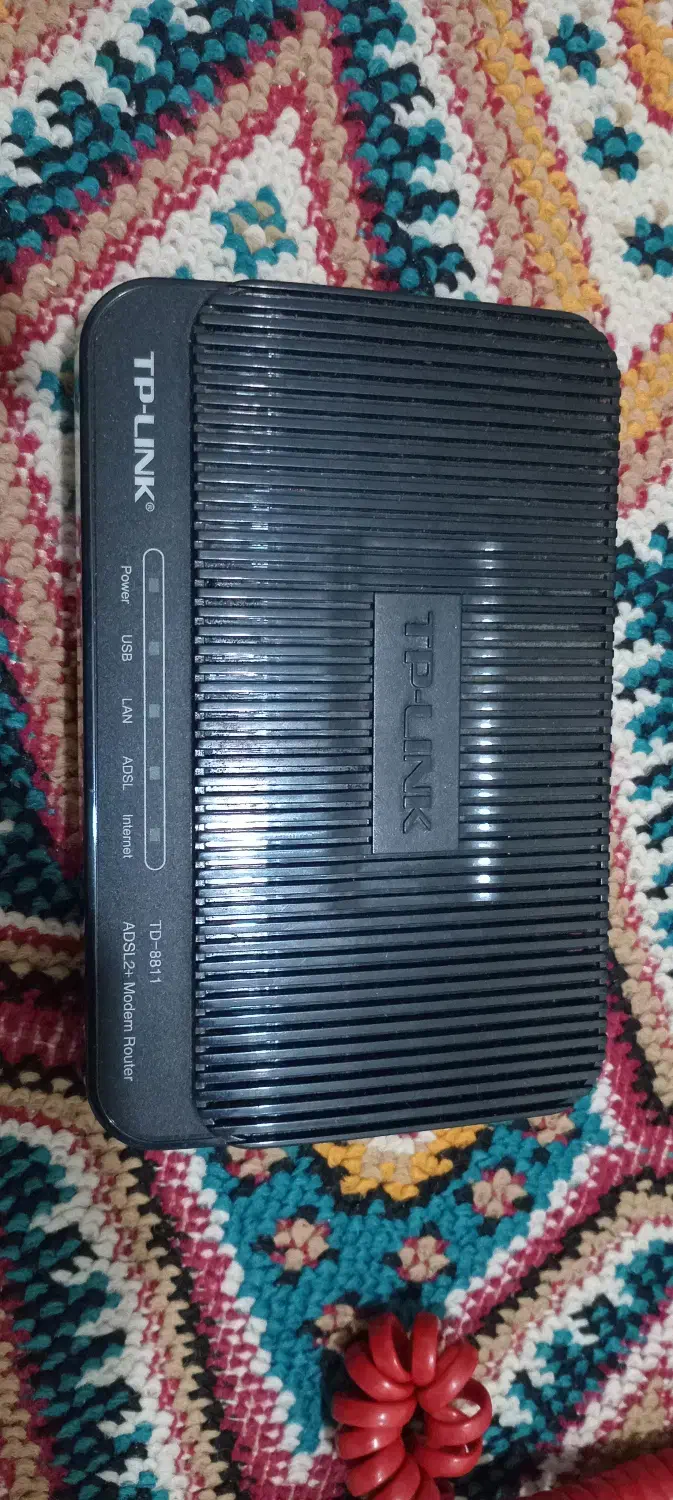 TP-LINK®
Power USB LAN ADSL Internet
TD-8811
ADSL2+ Modem Router
TP-LINK